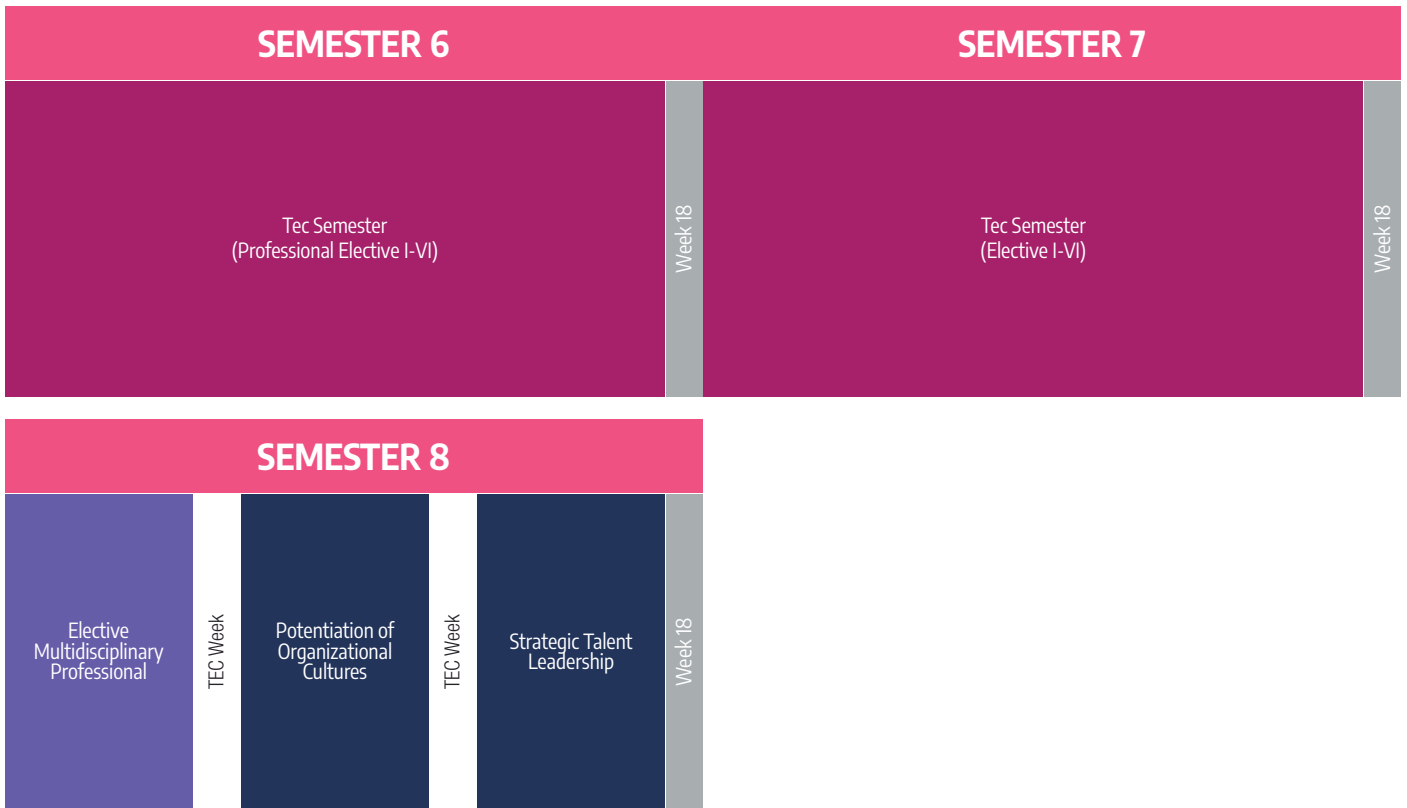 SEMESTER 6
Tec Semester
(Professional Elective I-VI)
Week 18
SEMESTER 7
Tec Semester
(Elective I-VI)
Week 18
SEMESTER 8
Elective
Multidisciplinary
Professional
TEC Week
Potentiation of
Organizational
Cultures
TEC Week
Strategic Talent
Leadership
Week 18